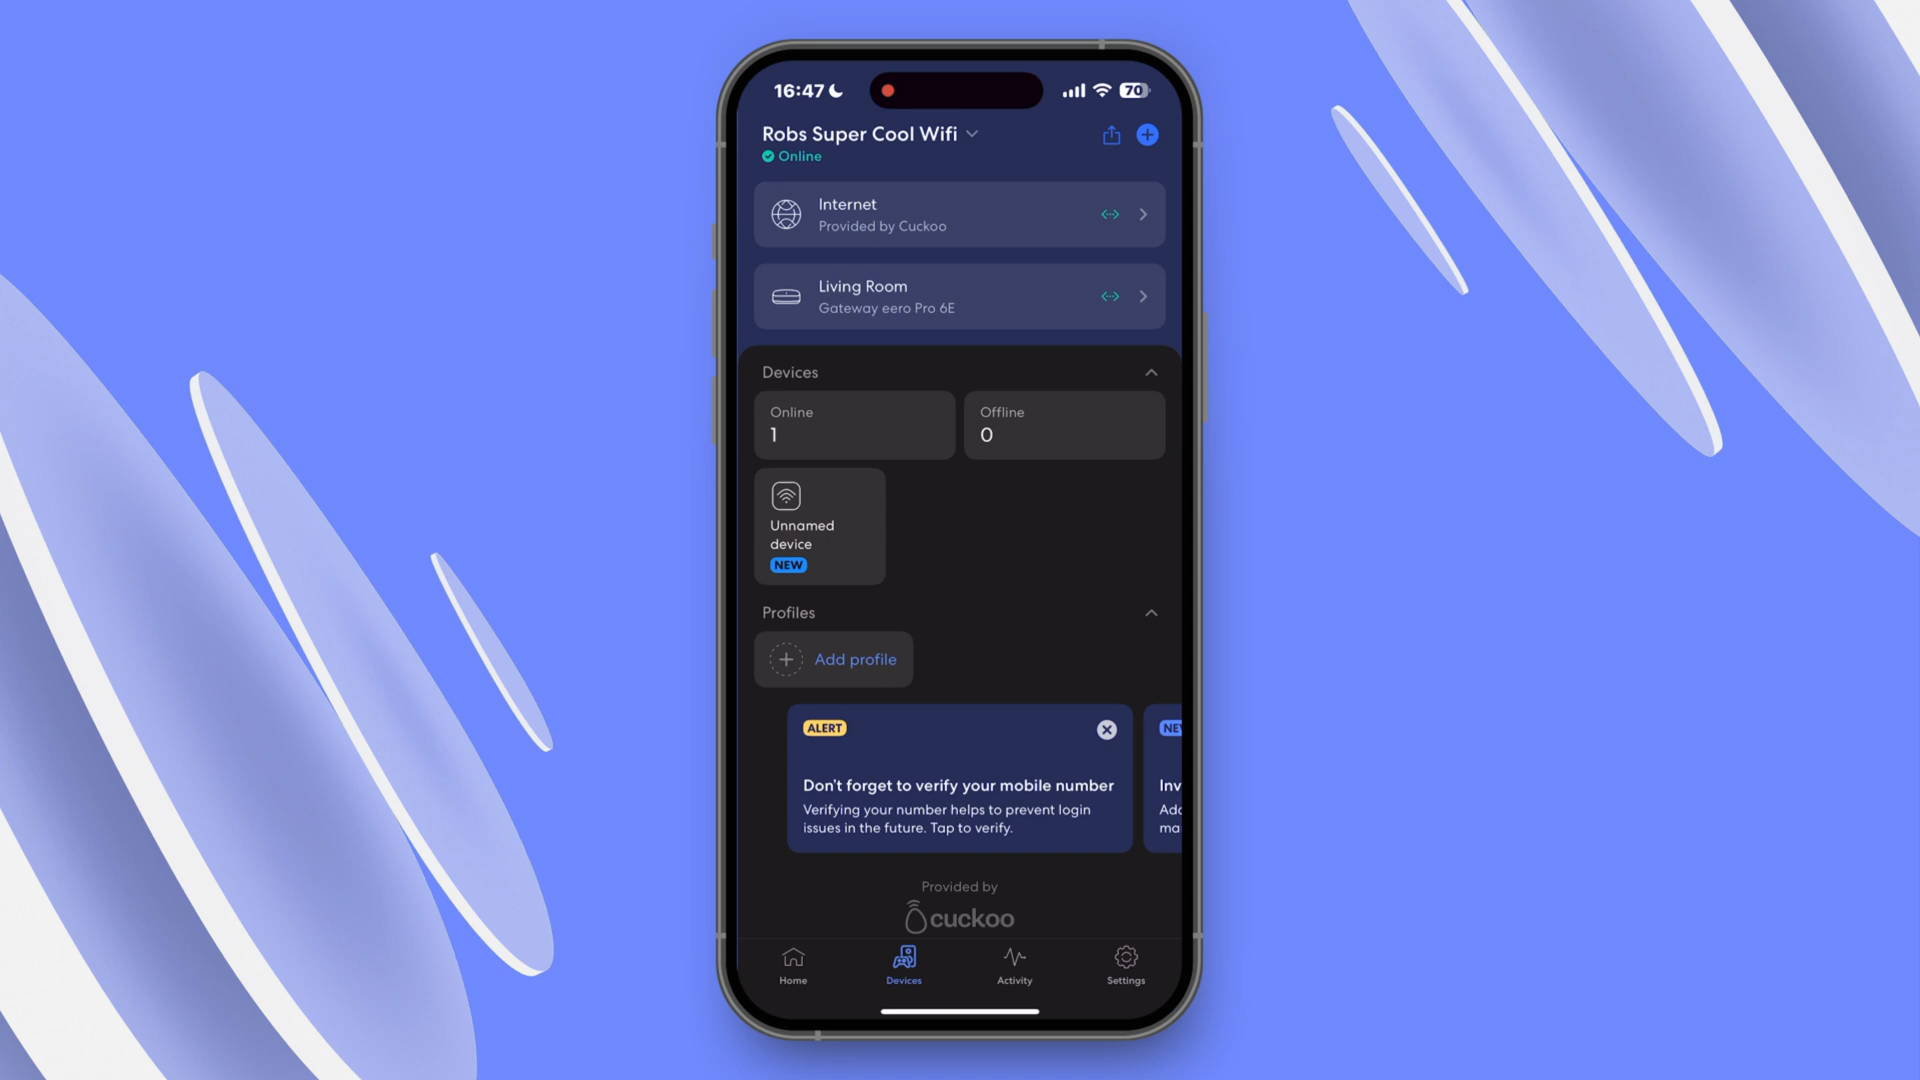 16:47
70
Robs Super Cool Wifi
Online
Internet
Provided by Cuckoo
Living Room
Gateway eero Pro 6E
Devices
Online
1
Offline
0
Unnamed
device
NEW
Profiles
Add profile
ALERT
Don't forget to verify your mobile number
Verifying your number helps to prevent login
issues in the future. Tap to verify.
Inv
Add
ma
Provided by
cuckoo
Home
Devices
Activity
Settings